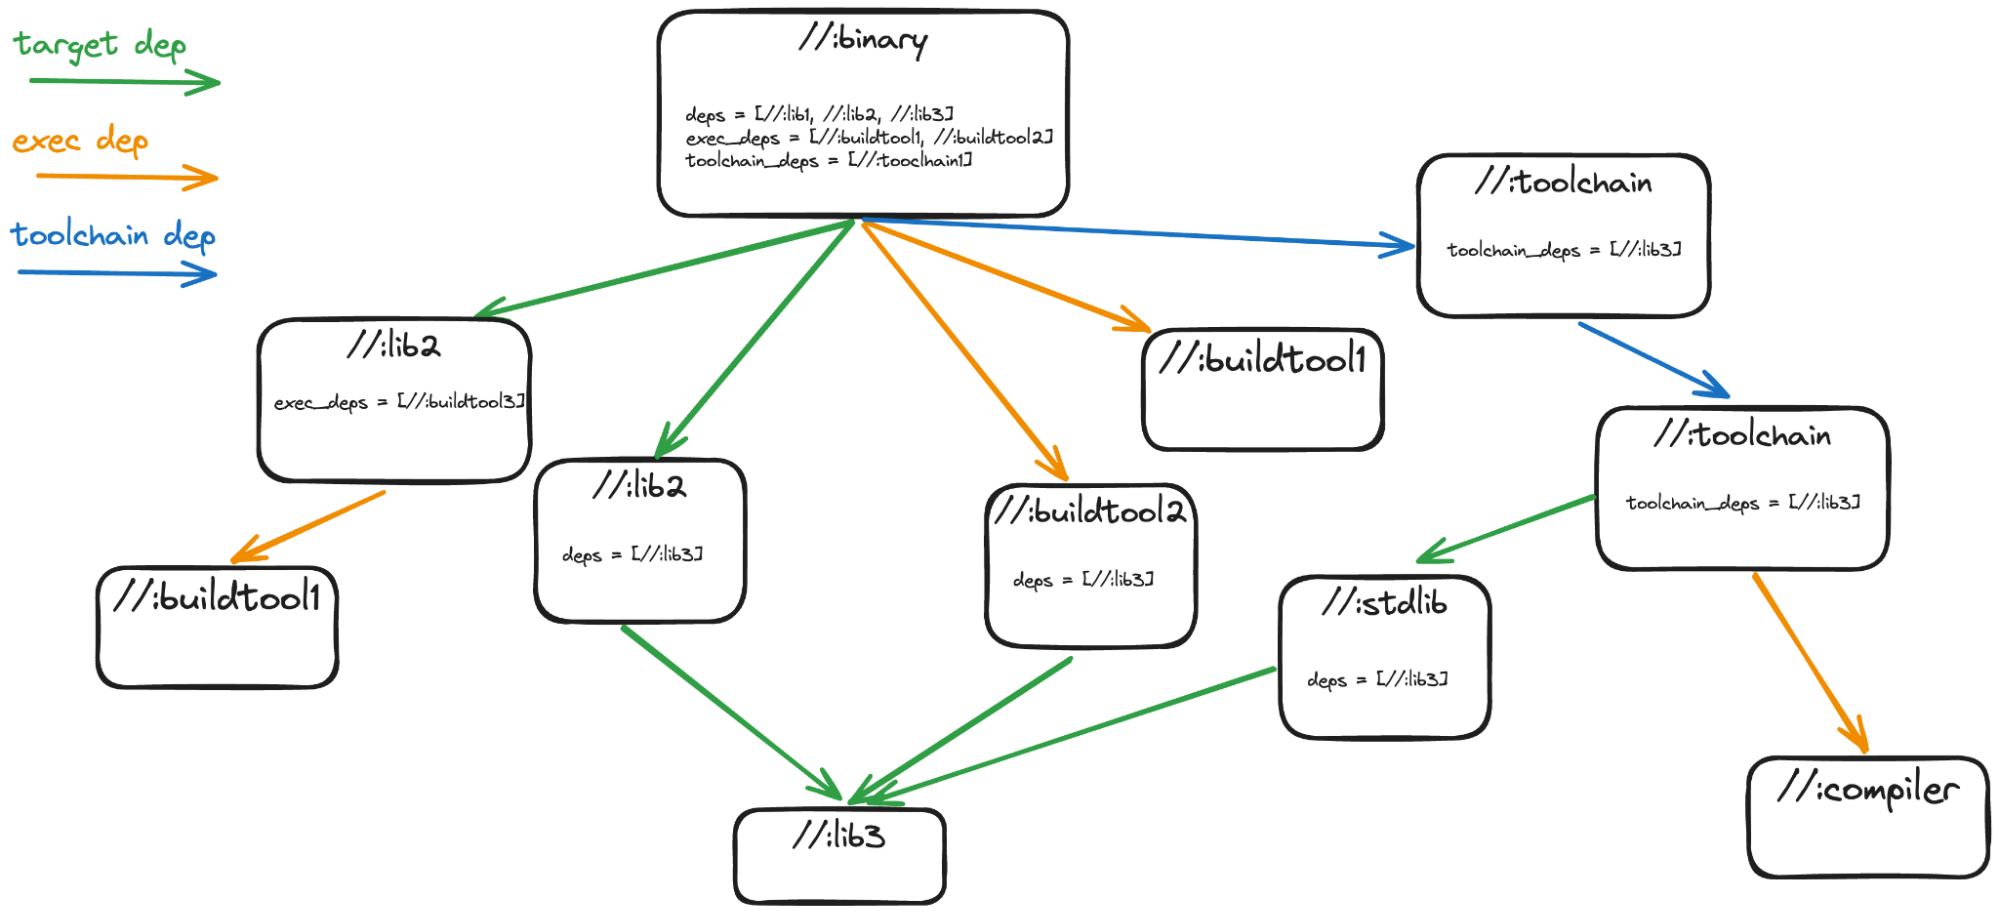 target dep
exec dep
toolchain dep
//:binary
deps = [//:lib1, //:lib2, //:lib3]
exec_deps = [//:buildtool1, //:buildtool2]
toolchain_deps = [//:tooclhain1]
//:toolchain
toolchain_deps = [//:lib3]
//:lib2
exec_deps = [//:buildtool3]
//:buildtool1
//:toolchain
toolchain_deps = [//:lib3]
//:lib2
deps = [//:lib3]
//:buildtool2
deps = [//:lib3]
//:buildtool1
//:stdlib
deps = [//:lib3]
//:compiler
//:lib3